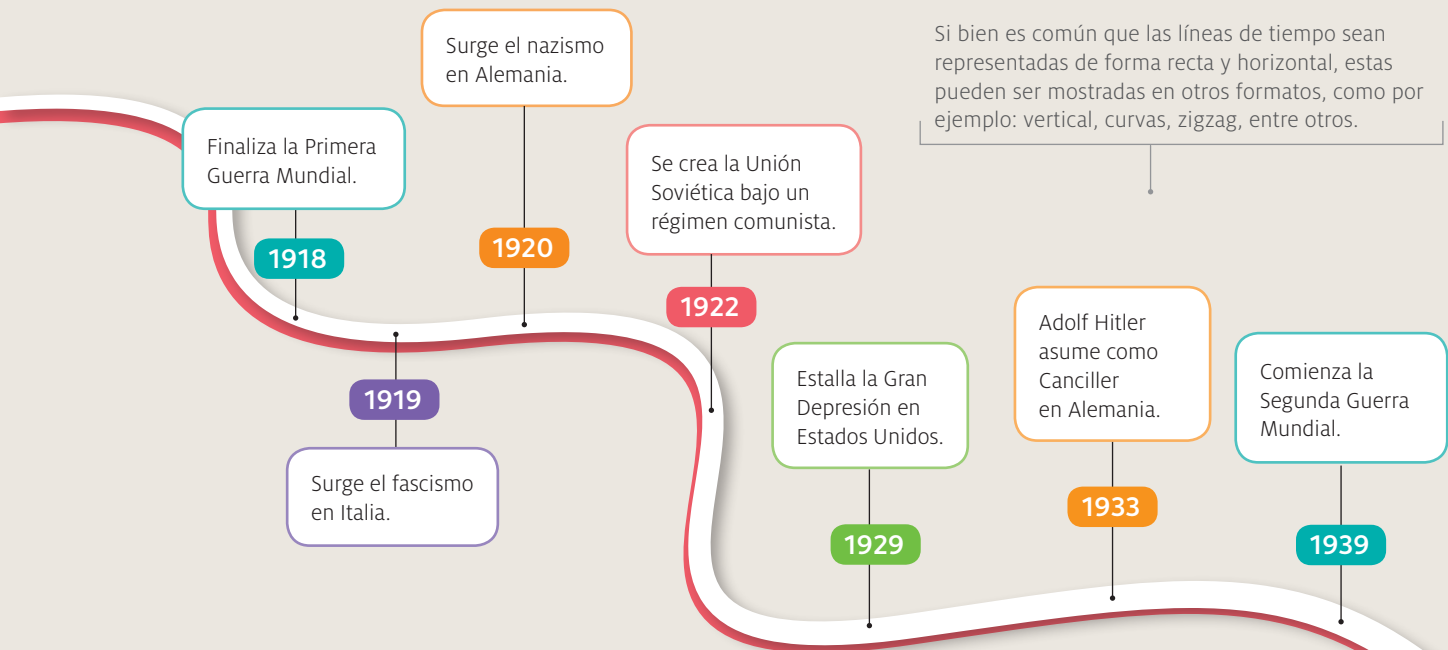 Si bien es común que las líneas de tiempo sean
representadas de forma recta y horizontal, estas
pueden ser mostradas en otros formatos, como por
ejemplo: vertical, curvas, zigzag, entre otros.
Finaliza la Primera
Guerra Mundial.
1918
Surge el fascismo
en Italia.
1919
Surge el nazismo
en Alemania.
1920
Se crea la Unión
Soviética bajo un
régimen comunista.
1922
Estalla la Gran
Depresión en
Estados Unidos.
1929
Adolf Hitler
asume como
Canciller
en Alemania.
1933
Comienza la
Segunda Guerra
Mundial.
1939